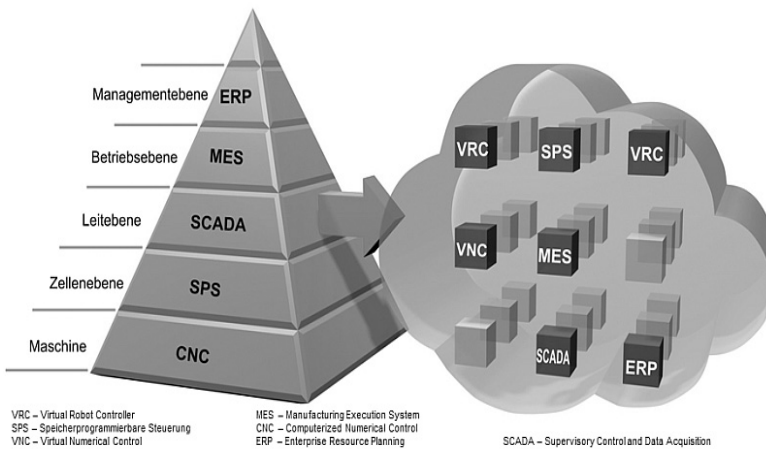 Managementebene ERP
Betriebsebene MES
Leitebene SCADA
Zellenebene SPS
Maschine CNC
VRC SPS VRC
VNC MES
SCADA ERP
VRC – Virtual Robot Controller
SPS – Speicherprogrammierbare Steuerung
VNC – Virtual Numerical Control
MES – Manufacturing Execution System
CNC – Computerized Numerical Control
ERP – Enterprise Resource Planning
SCADA – Supervisory Control and Data Acquisition